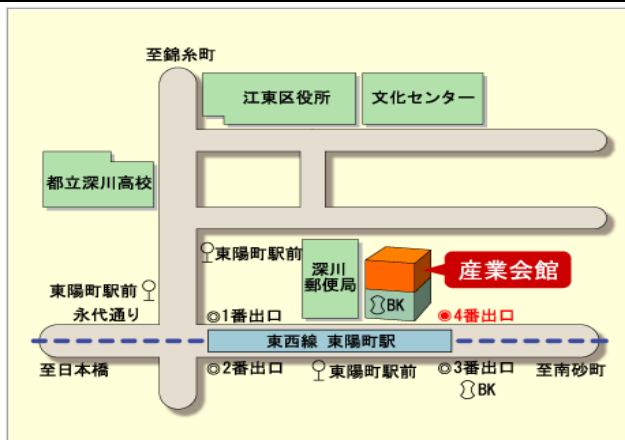 至錦糸町
江東区役所
文化センター
都立深川高校
東陽町駅前
深川
郵便局
産業会館
BK
東陽町駅前
永代通り
◎1番出口
◉4番出口
東西線 東陽町駅
至日本橋
◎2番出口
東陽町駅前
◎3番出口
至南砂町
BK